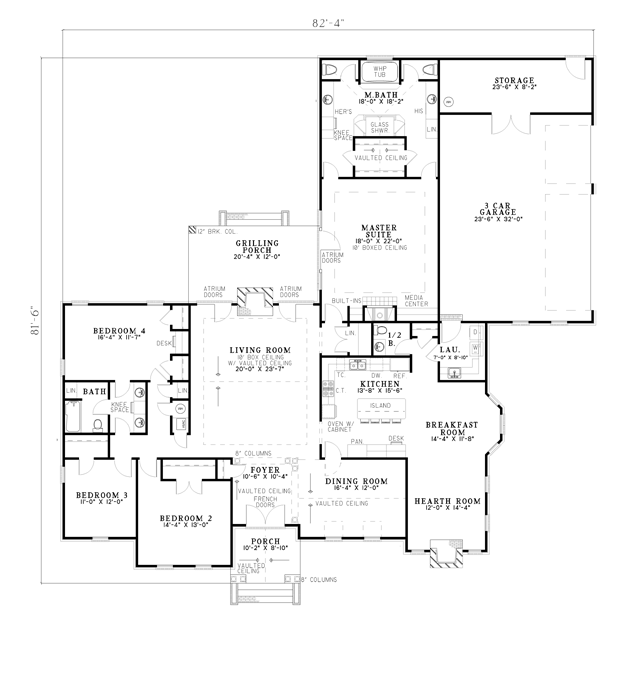 82'-4"
81'-6"
WHP
TUB
M.BATH
18'-0" X 18'-2"
HER'S
HIS
GLASS
SHWR
KNEE
SPACE
LIN
VAULTED CEILING
STORAGE
23'-6" X 8'-2"
3 CAR
GARAGE
23'-6" X 32'-0"
MASTER
SUITE
18'-0" X 22'-0"
10' BOXED CEILING
ATRIUM
DOORS
12" BRK COL.
GRILLING
PORCH
20'-4" X 12'-0"
ATRIUM
DOORS
ATRIUM
DOORS
BUILT-INS
MEDIA
CENTER
BEDROOM 4
16'-4" X 11'-7"
DESK
LIVING ROOM
10' BOX CEILING
W/ VAULTED CEILING
20'-0" X 23'-7"
LIN.
1/2
B.
LAU.
7'-0" X 8'-10"
D
W
T.C.
DW
REF
KITCHEN
13'-8" X 15'-6"
C.T.
ISLAND
OVEN W/
CABINET
PAN
DESK
LIN.
BATH
KNEE
SPACE
LIN
BREAKFAST
ROOM
14'-4" X 11'-8"
8" COLUMNS
FOYER
10'-6" X 10'-4"
VAULTED CEILING
FRENCH
DOORS
DINING ROOM
16'-4" X 12'-0"
VAULTED CEILING
HEARTH ROOM
12'-0" X 14'-4"
BEDROOM 3
11'-0" X 12'-0"
BEDROOM 2
14'-4" X 13'-0"
PORCH
10'-2" X 8'-10"
VAULTED
CEILING
8" COLUMNS